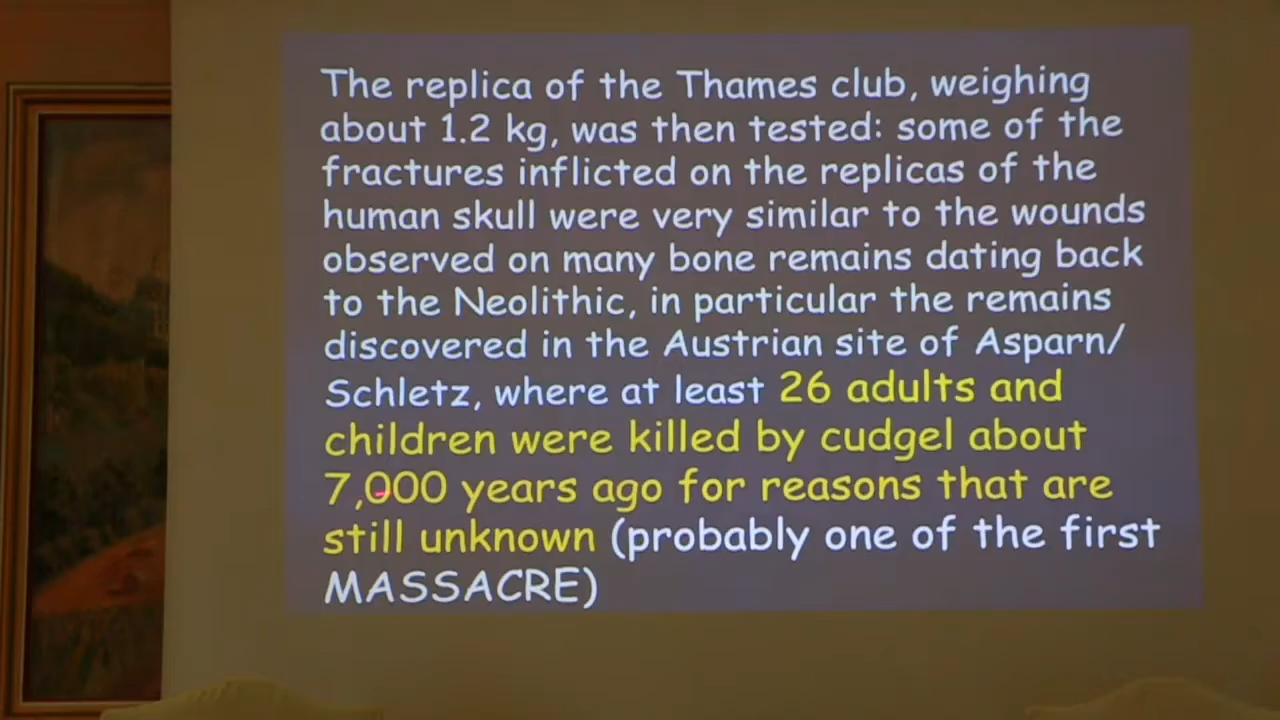 The replica of the Thames club, weighing
about 1.2 kg, was then tested: some of the
fractures inflicted on the replicas of the
human skull were very similar to the wounds
observed on many bone remains dating back
to the Neolithic, in particular the remains
discovered in the Austrian site of Asparn/
Schletz, where at least 26 adults and
children were killed by cudgel about
7,000 years ago for reasons that are
still unknown (probably one of the first
MASSACRE)